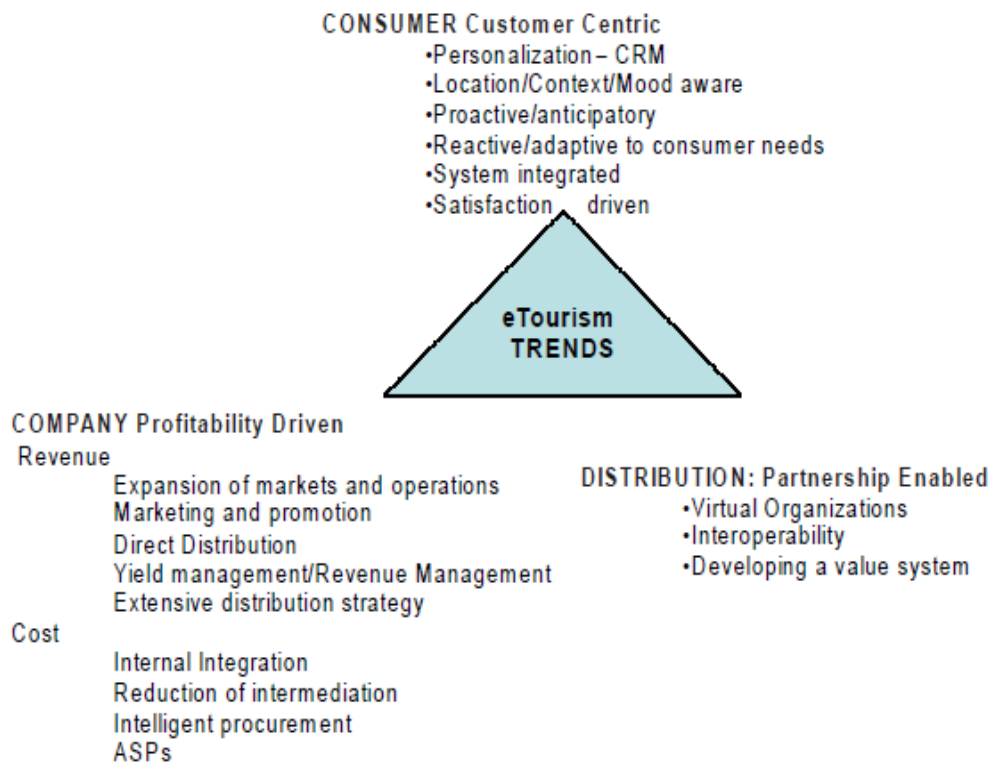 CONSUMER Customer Centric
•Personalization – CRM
•Location/Context/Mood aware
•Proactive/anticipatory
•Reactive/adaptive to consumer needs
•System integrated
•Satisfaction driven
eTourism
TRENDS
COMPANY Profitability Driven
Revenue
Expansion of markets and operations
Marketing and promotion
Direct Distribution
Yield management/Revenue Management
Extensive distribution strategy
Cost
Internal Integration
Reduction of intermediation
Intelligent procurement
ASPs
DISTRIBUTION: Partnership Enabled
•Virtual Organizations
•Interoperability
•Developing a value system